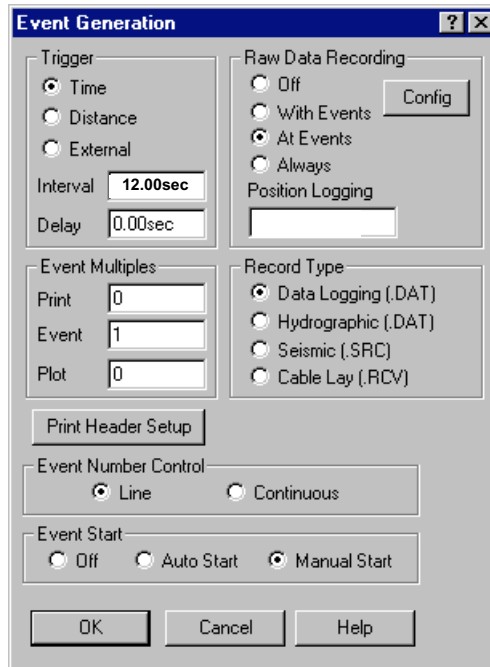 Event Generation
Trigger
Time
Distance
External
Interval 12.00sec
Delay 0.00sec
Raw Data Recording
Off
With Events
At Events
Always
Config
Position Logging
Event Multiples
Print 0
Event 1
Plot 0
Record Type
Data Logging (.DAT)
Hydrographic (.DAT)
Seismic (.SRC)
Cable Lay (.RCV)
Print Header Setup
Event Number Control
Line Continuous
Event Start
Off Auto Start Manual Start
OK Cancel Help